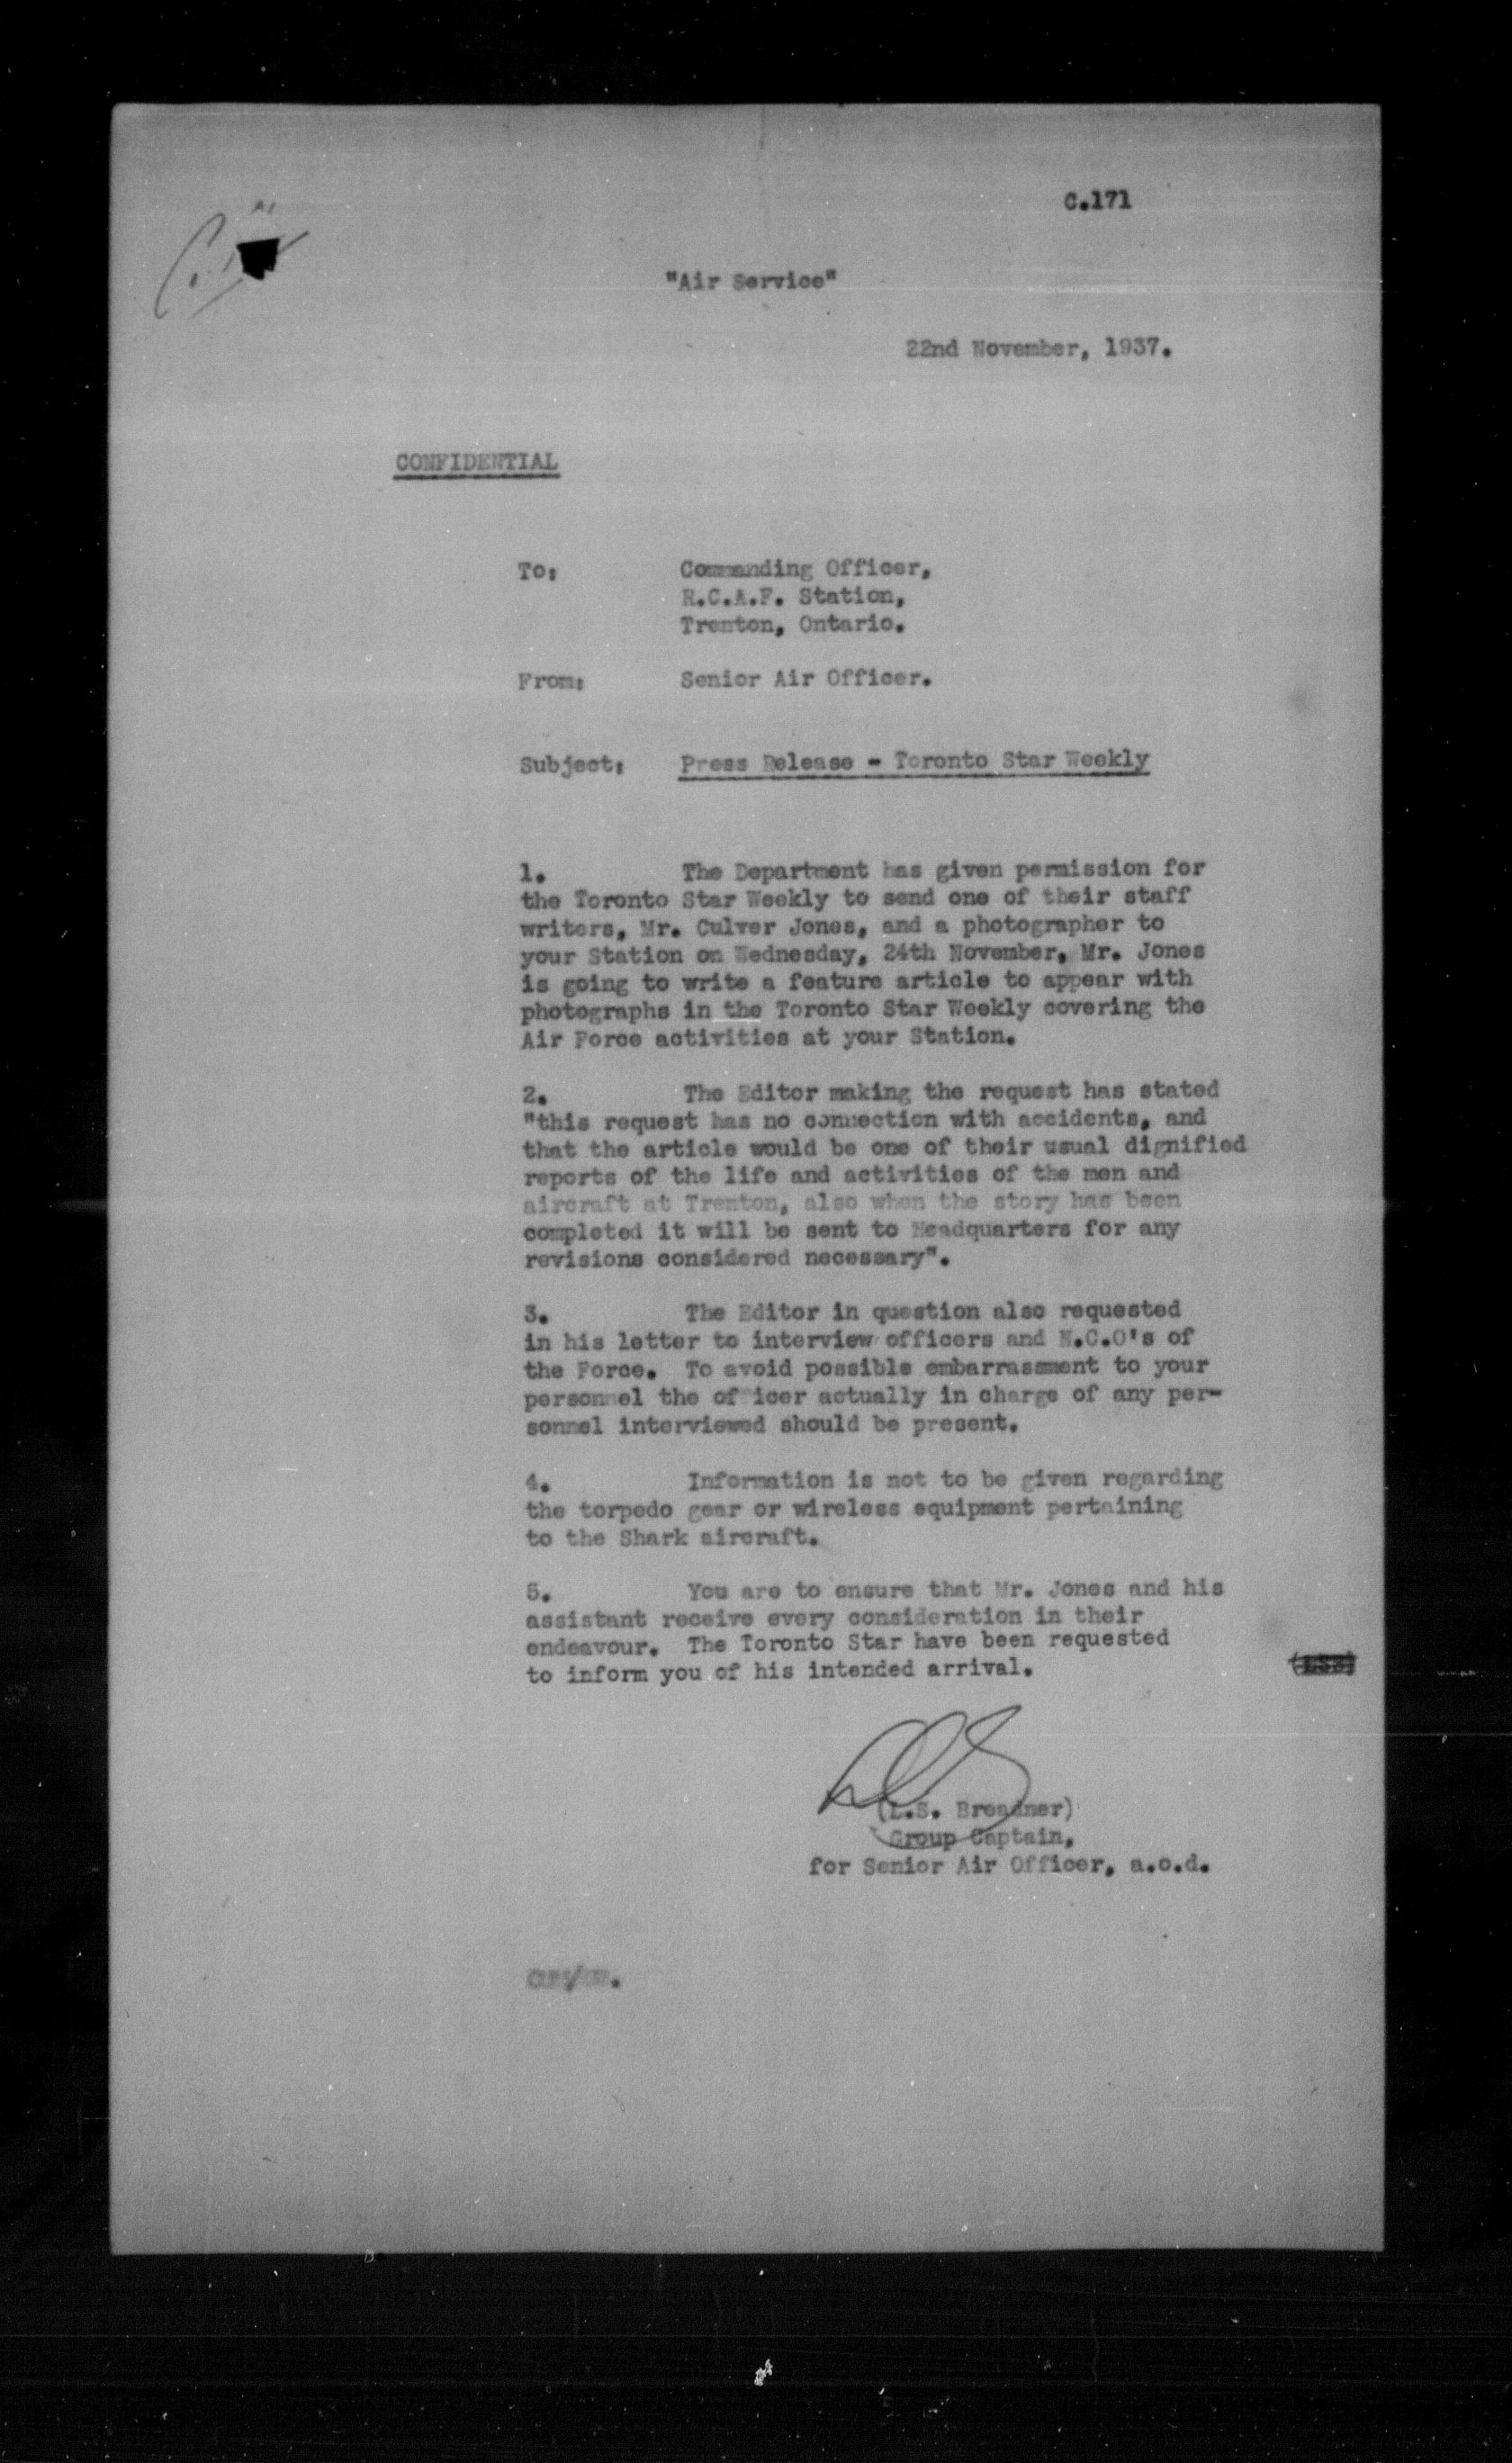 C.171
"Air Service"
22nd November, 1937.
CONFIDENTIAL
To: Commanding Officer,
R.C.A.F. Station,
Trenton, Ontario.
From: Senior Air Officer.
Subject: Press Release - Toronto Star Weekly
1. The Department has given permission for
the Toronto Star Weekly to send one of their staff
writers, Mr. Culver Jones, and a photographer to
your Station on Wednesday, 24th November, Mr. Jones
is going to write a feature article to appear with
photographs in the Toronto Star Weekly covering the
Air Force activities at your Station.
2. The Editor making the request has stated
"this request has no connection with accidents, and
that the article would be one of their usual dignified
reports of the life and activities of the men and
aircraft at Trenton, also when the story has been
completed it will be sent to Headquarters for any
revisions considered necessary".
3. The Editor in question also requested
in his letter to interview officers and N.C.O's of
the Force. To avoid possible embarrassment to your
personnel the officer actually in charge of any per-
sonnel interviewed should be present.
4. Information is not to be given regarding
the torpedo gear or wireless equipment pertaining
to the Shark aircraft.
5. You are to ensure that Mr. Jones and his
assistant receive every consideration in their
endeavour. The Toronto Star have been requested
to inform you of his intended arrival.
(L.S. Breadner)
Group Captain,
for Senior Air Officer, a.o.d.